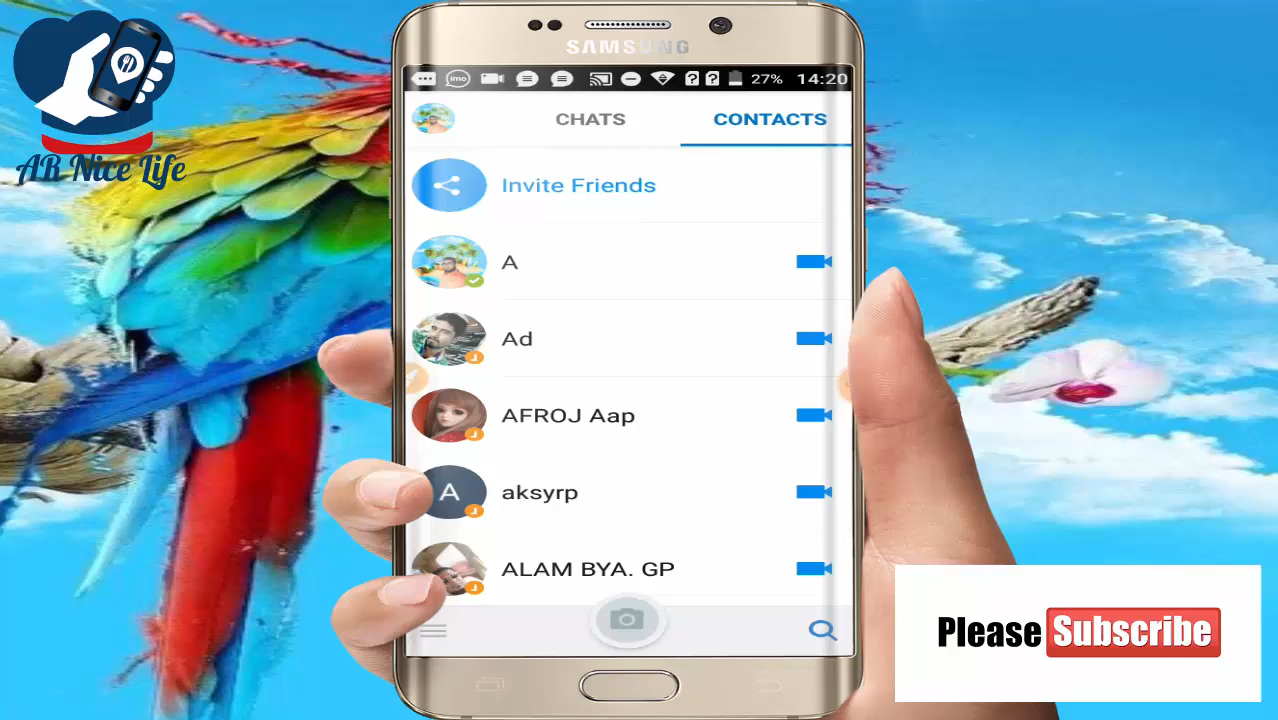 AR Nice Life
SAMSUNG
imo
27% 14:20
CHATS CONTACTS
Invite Friends
A
Ad
AFROJ Aap
A aksyrp
ALAM BYA. GP
Please Subscribe